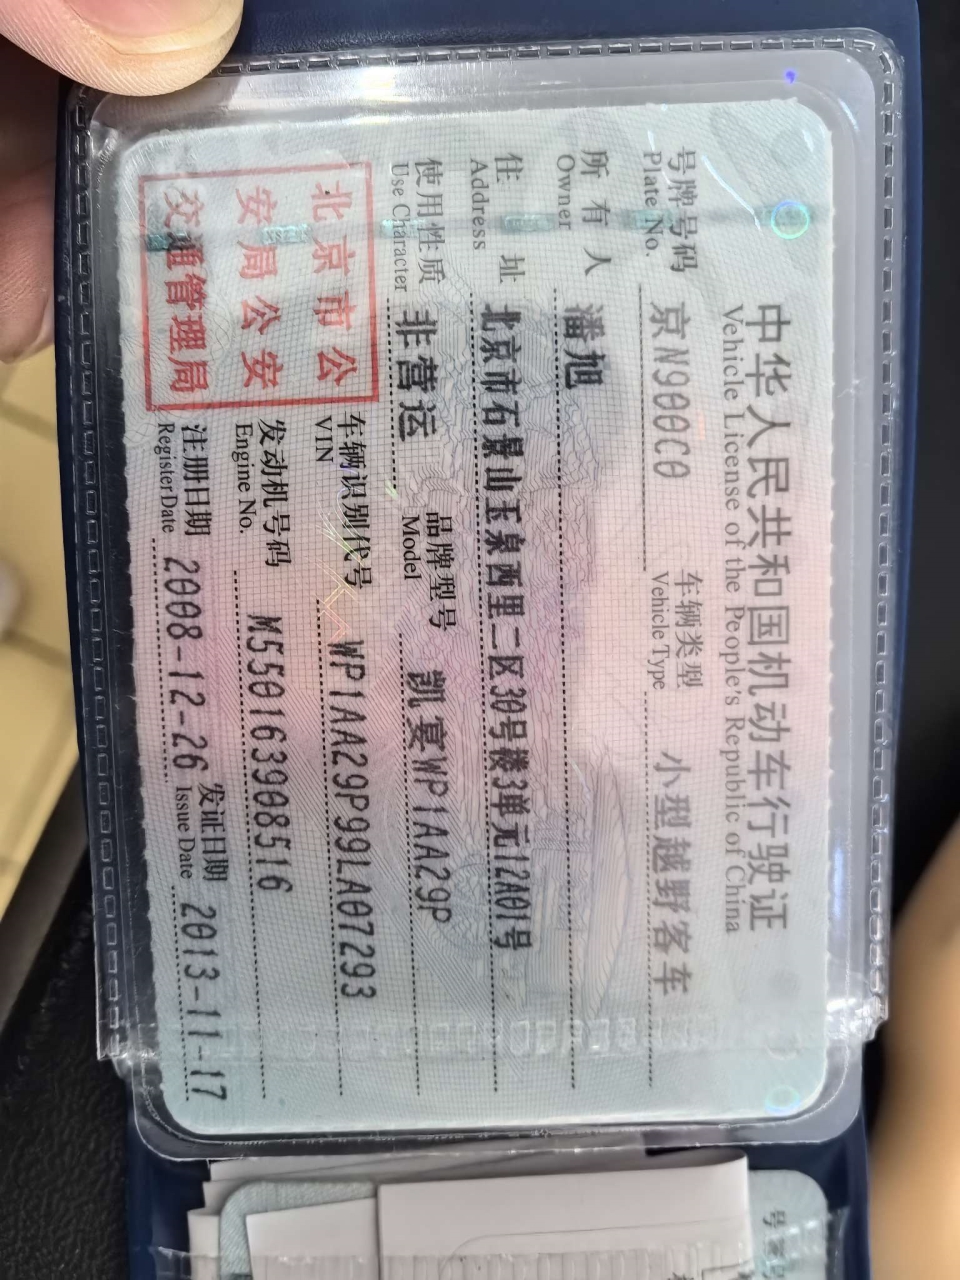 中华人民共和国机动车行驶证
Vehicle License of the People's Republic of China
号牌号码 京N900C0 车辆类型 小型越野客车
Plate No. Vehicle Type
所有人 潘旭
Owner
住址 北京市石景山玉泉西里二区30号楼3单元12A01号
Address
使用性质 非营运 品牌型号 凯宴WP1AA29P
Use Character Model
北京市公
安局公安
交通管理局
车辆识别代号 WP1AA29P99LA07293
VIN
发动机号码 M550163908516
Engine No.
注册日期 2008-12-26 发证日期 2013-11-17
Register Date Issue Date